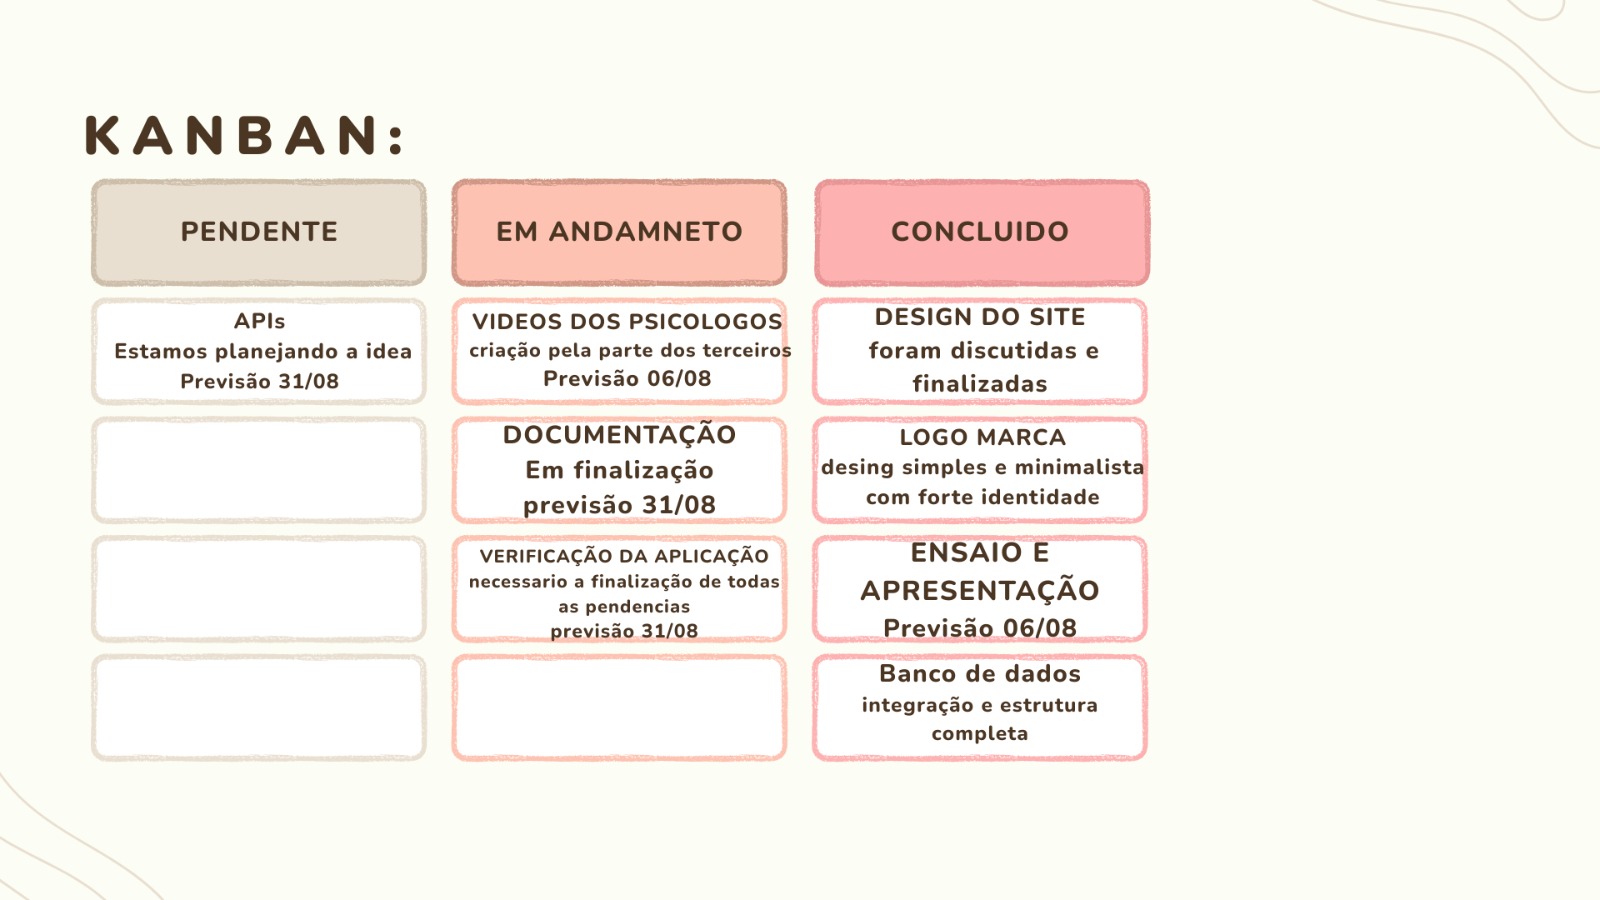 KANBAN:
PENDENTE
EM ANDAMNETO
CONCLUIDO
APIs
Estamos planejando a idea
Previsão 31/08
VIDEOS DOS PSICOLOGOS
criação pela parte dos terceiros
Previsão 06/08
DESIGN DO SITE
foram discutidas e
finalizadas
DOCUMENTAÇÃO
Em finalização
previsão 31/08
LOGO MARCA
desing simples e minimalista
com forte identidade
VERIFICAÇÃO DA APLICAÇÃO
necessario a finalização de todas
as pendencias
previsão 31/08
ENSAIO E
APRESENTAÇÃO
Previsão 06/08
Banco de dados
integração e estrutura
completa